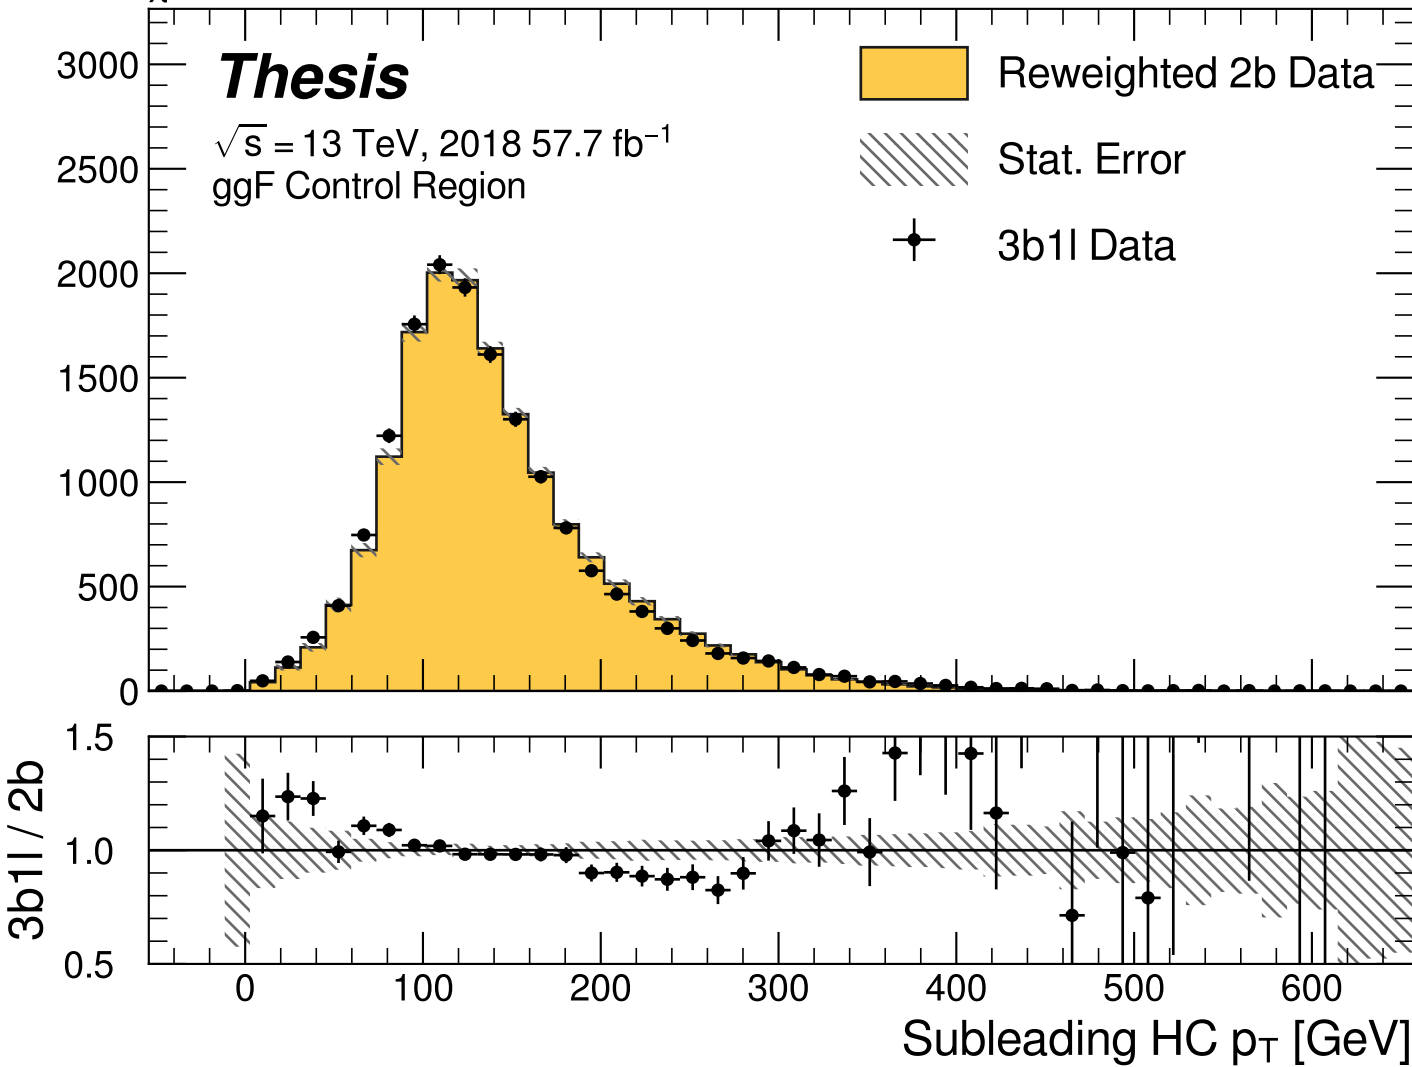 3000
2500
2000
1500
1000
500
0
Thesis
√s = 13 TeV, 2018 57.7 fb⁻¹
ggF Control Region
Reweighted 2b Data
Stat. Error
3b1l Data
1.5
1.0
0.5
3b1l / 2b
0 100 200 300 400 500 600
Subleading HC p_T [GeV]